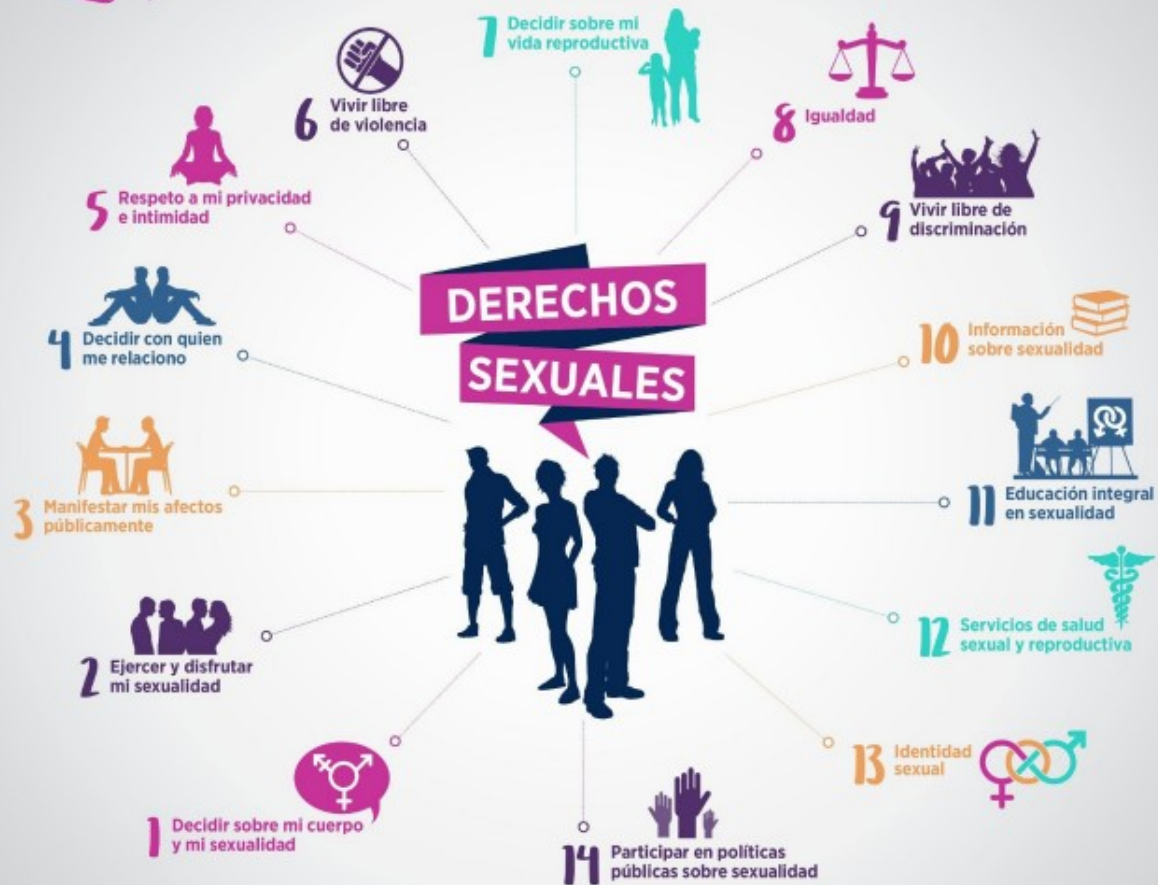 DERECHOS
SEXUALES
1 Decidir sobre mi cuerpo
y mi sexualidad
2 Ejercer y disfrutar
mi sexualidad
3 Manifestar mis afectos
públicamente
4 Decidir con quien
me relaciono
5 Respeto a mi privacidad
e intimidad
6 Vivir libre
de violencia
7 Decidir sobre mi
vida reproductiva
8 Igualdad
9 Vivir libre de
discriminación
10 Información
sobre sexualidad
11 Educación integral
en sexualidad
12 Servicios de salud
sexual y reproductiva
13 Identidad
sexual
14 Participar en políticas
públicas sobre sexualidad